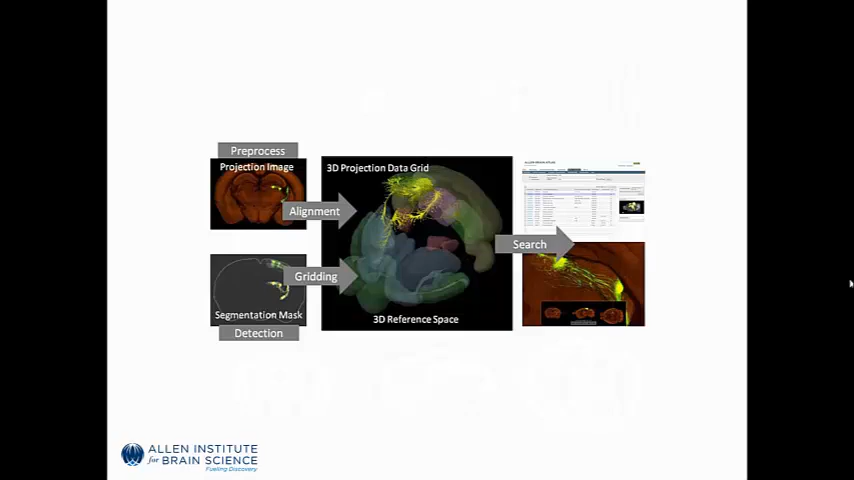 Preprocess
Projection Image
Alignment
Gridding
Segmentation Mask
Detection
3D Projection Data Grid
3D Reference Space
Search
ALLEN INSTITUTE
for BRAIN SCIENCE
Fueling Discovery